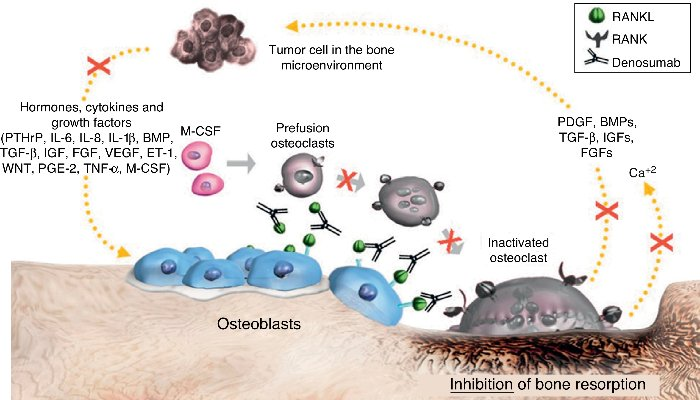 RANKL
RANK
Denosumab
Tumor cell in the bone
microenvironment
Hormones, cytokines and
growth factors
(PTHrP, IL-6, IL-8, IL-1β, BMP,
TGF-β, IGF, FGF, VEGF, ET-1,
WNT, PGE-2, TNF-α, M-CSF)
M-CSF
Prefusion
osteoclasts
PDGF, BMPs,
TGF-β, IGFs,
FGFs
Ca+2
Inactivated
osteoclast
Osteoblasts
Inhibition of bone resorption